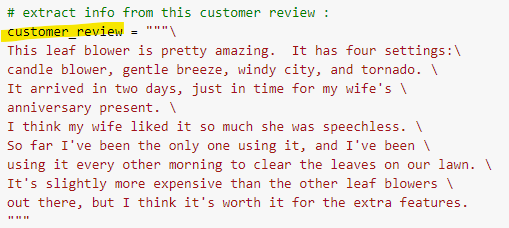 # extract info from this customer review :
customer_review = """\
This leaf blower is pretty amazing.  It has four settings:\
candle blower, gentle breeze, windy city, and tornado. \
It arrived in two days, just in time for my wife's \
anniversary present. \
I think my wife liked it so much she was speechless. \
So far I've been the only one using it, and I've been \
using it every other morning to clear the leaves on our lawn. \
It's slightly more expensive than the other leaf blowers \
out there, but I think it's worth it for the extra features.
"""